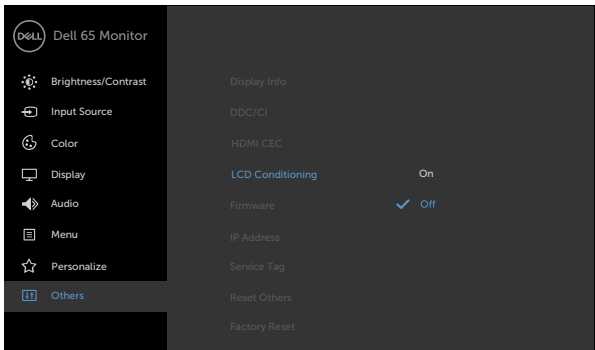 DELL
Dell 65 Monitor
Brightness/Contrast
Input Source
Color
Display
Audio
Menu
Personalize
Others
Display Info
DDC/CI
HDMI CEC
LCD Conditioning On
Firmware Off
IP Address
Service Tag
Reset Others
Factory Reset